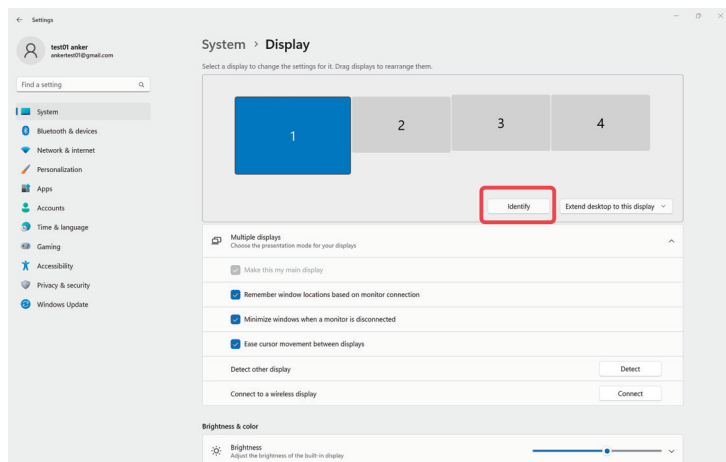 Settings
test01 anker
ankertest01@gmail.com
Find a setting
System
Bluetooth & devices
Network & internet
Personalization
Apps
Accounts
Time & language
Gaming
Accessibility
Privacy & security
Windows Update
System > Display
Select a display to change the settings for it. Drag displays to rearrange them.
1
2
3
4
Identify
Extend desktop to this display
Multiple displays
Choose the presentation mode for your displays
Make this my main display
Remember window locations based on monitor connection
Minimize windows when a monitor is disconnected
Ease cursor movement between displays
Detect other display
Detect
Connect to a wireless display
Connect
Brightness & color
Brightness
Adjust the brightness of the built-in display